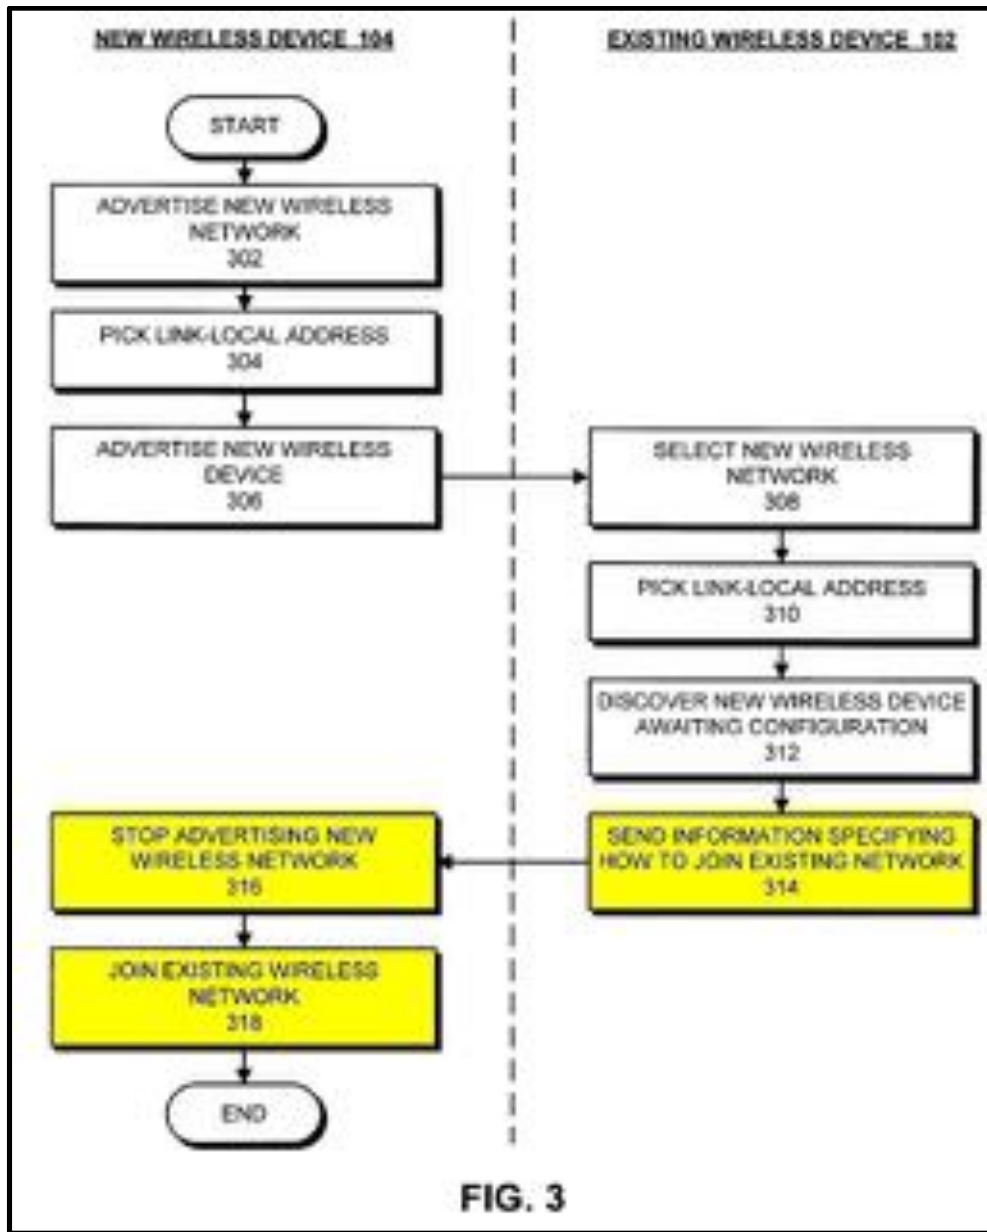 NEW WIRELESS DEVICE 104
START
ADVERTISE NEW WIRELESS
NETWORK
302
PICK LINK-LOCAL ADDRESS
304
ADVERTISE NEW WIRELESS
DEVICE
306
EXISTING WIRELESS DEVICE 102
SELECT NEW WIRELESS
NETWORK
308
PICK LINK-LOCAL ADDRESS
310
DISCOVER NEW WIRELESS DEVICE
AWAITING CONFIGURATION
312
SEND INFORMATION SPECIFYING
HOW TO JOIN EXISTING NETWORK
314
STOP ADVERTISING NEW
WIRELESS NETWORK
316
JOIN EXISTING WIRELESS
NETWORK
318
END
FIG. 3